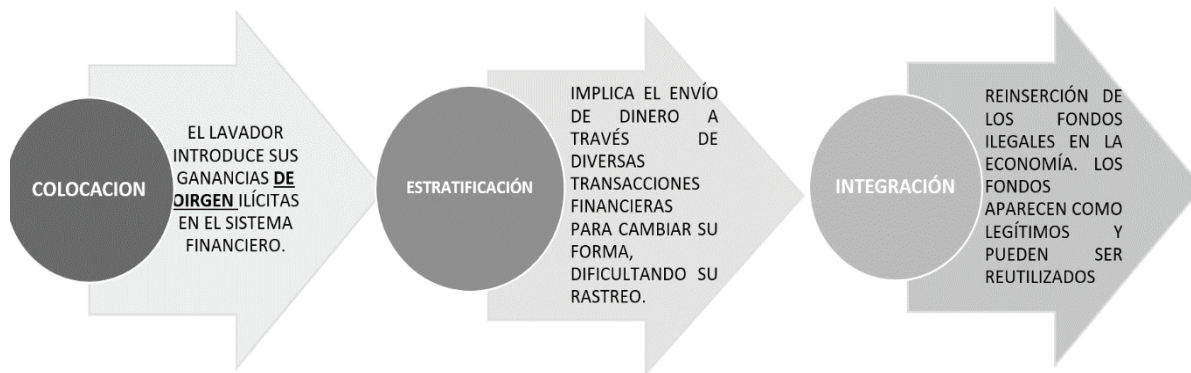 COLOCACION
EL LAVADOR
INTRODUCE SUS
GANANCIAS DE
OIRGEN ILÍCITAS
EN EL SISTEMA
FINANCIERO.
ESTRATIFICACIÓN
IMPLICA EL ENVÍO
DE DINERO A
TRAVÉS DE
DIVERSAS
TRANSACCIONES
FINANCIERAS
PARA CAMBIAR SU
FORMA,
DIFICULTANDO SU
RASTREO.
INTEGRACIÓN
REINSERCIÓN DE
LOS FONDOS
ILEGALES EN LA
ECONOMÍA. LOS
FONDOS
APARECEN COMO
LEGÍTIMOS Y
PUEDEN SER
REUTILIZADOS